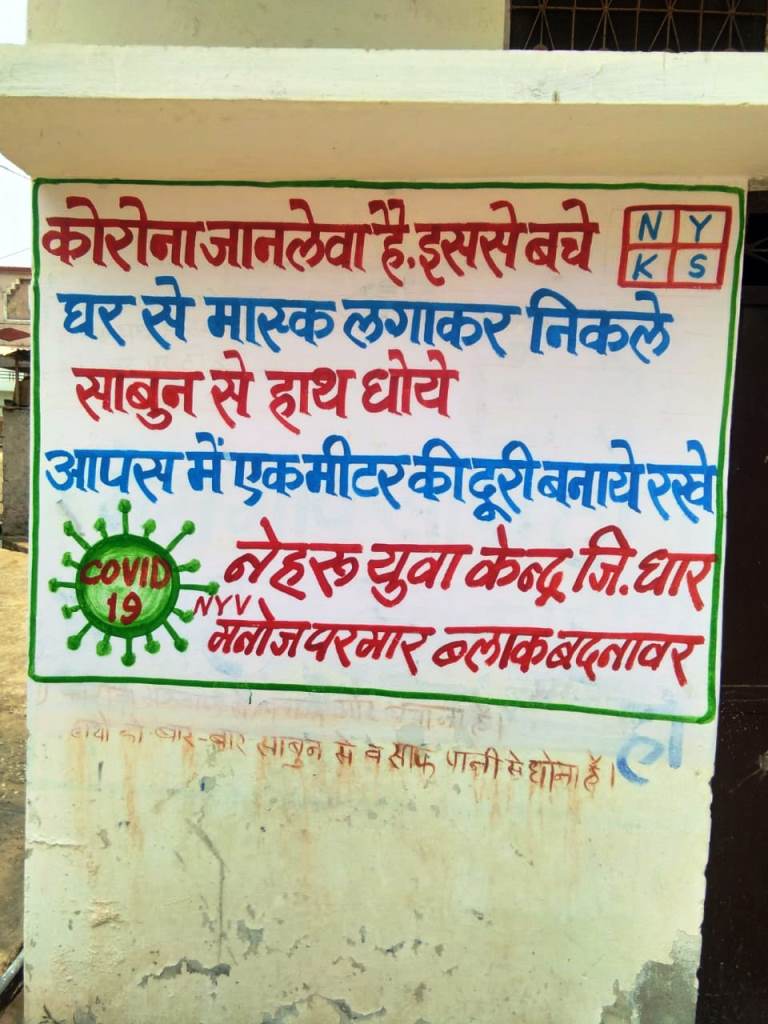 कोरोना जानलेवा है. इससे बचे
N Y
K S
घर से मास्क लगाकर निकले
साबुन से हाथ धोये
आपस में एक मीटर की दूरी बनाये रखे
COVID
19
नेहरू युवा केन्द्र जि. धार
NYV
मनोज परमार ब्लाक बदनावर
हाथो को बार-बार साबुन से व साफ पानी से धोना है।